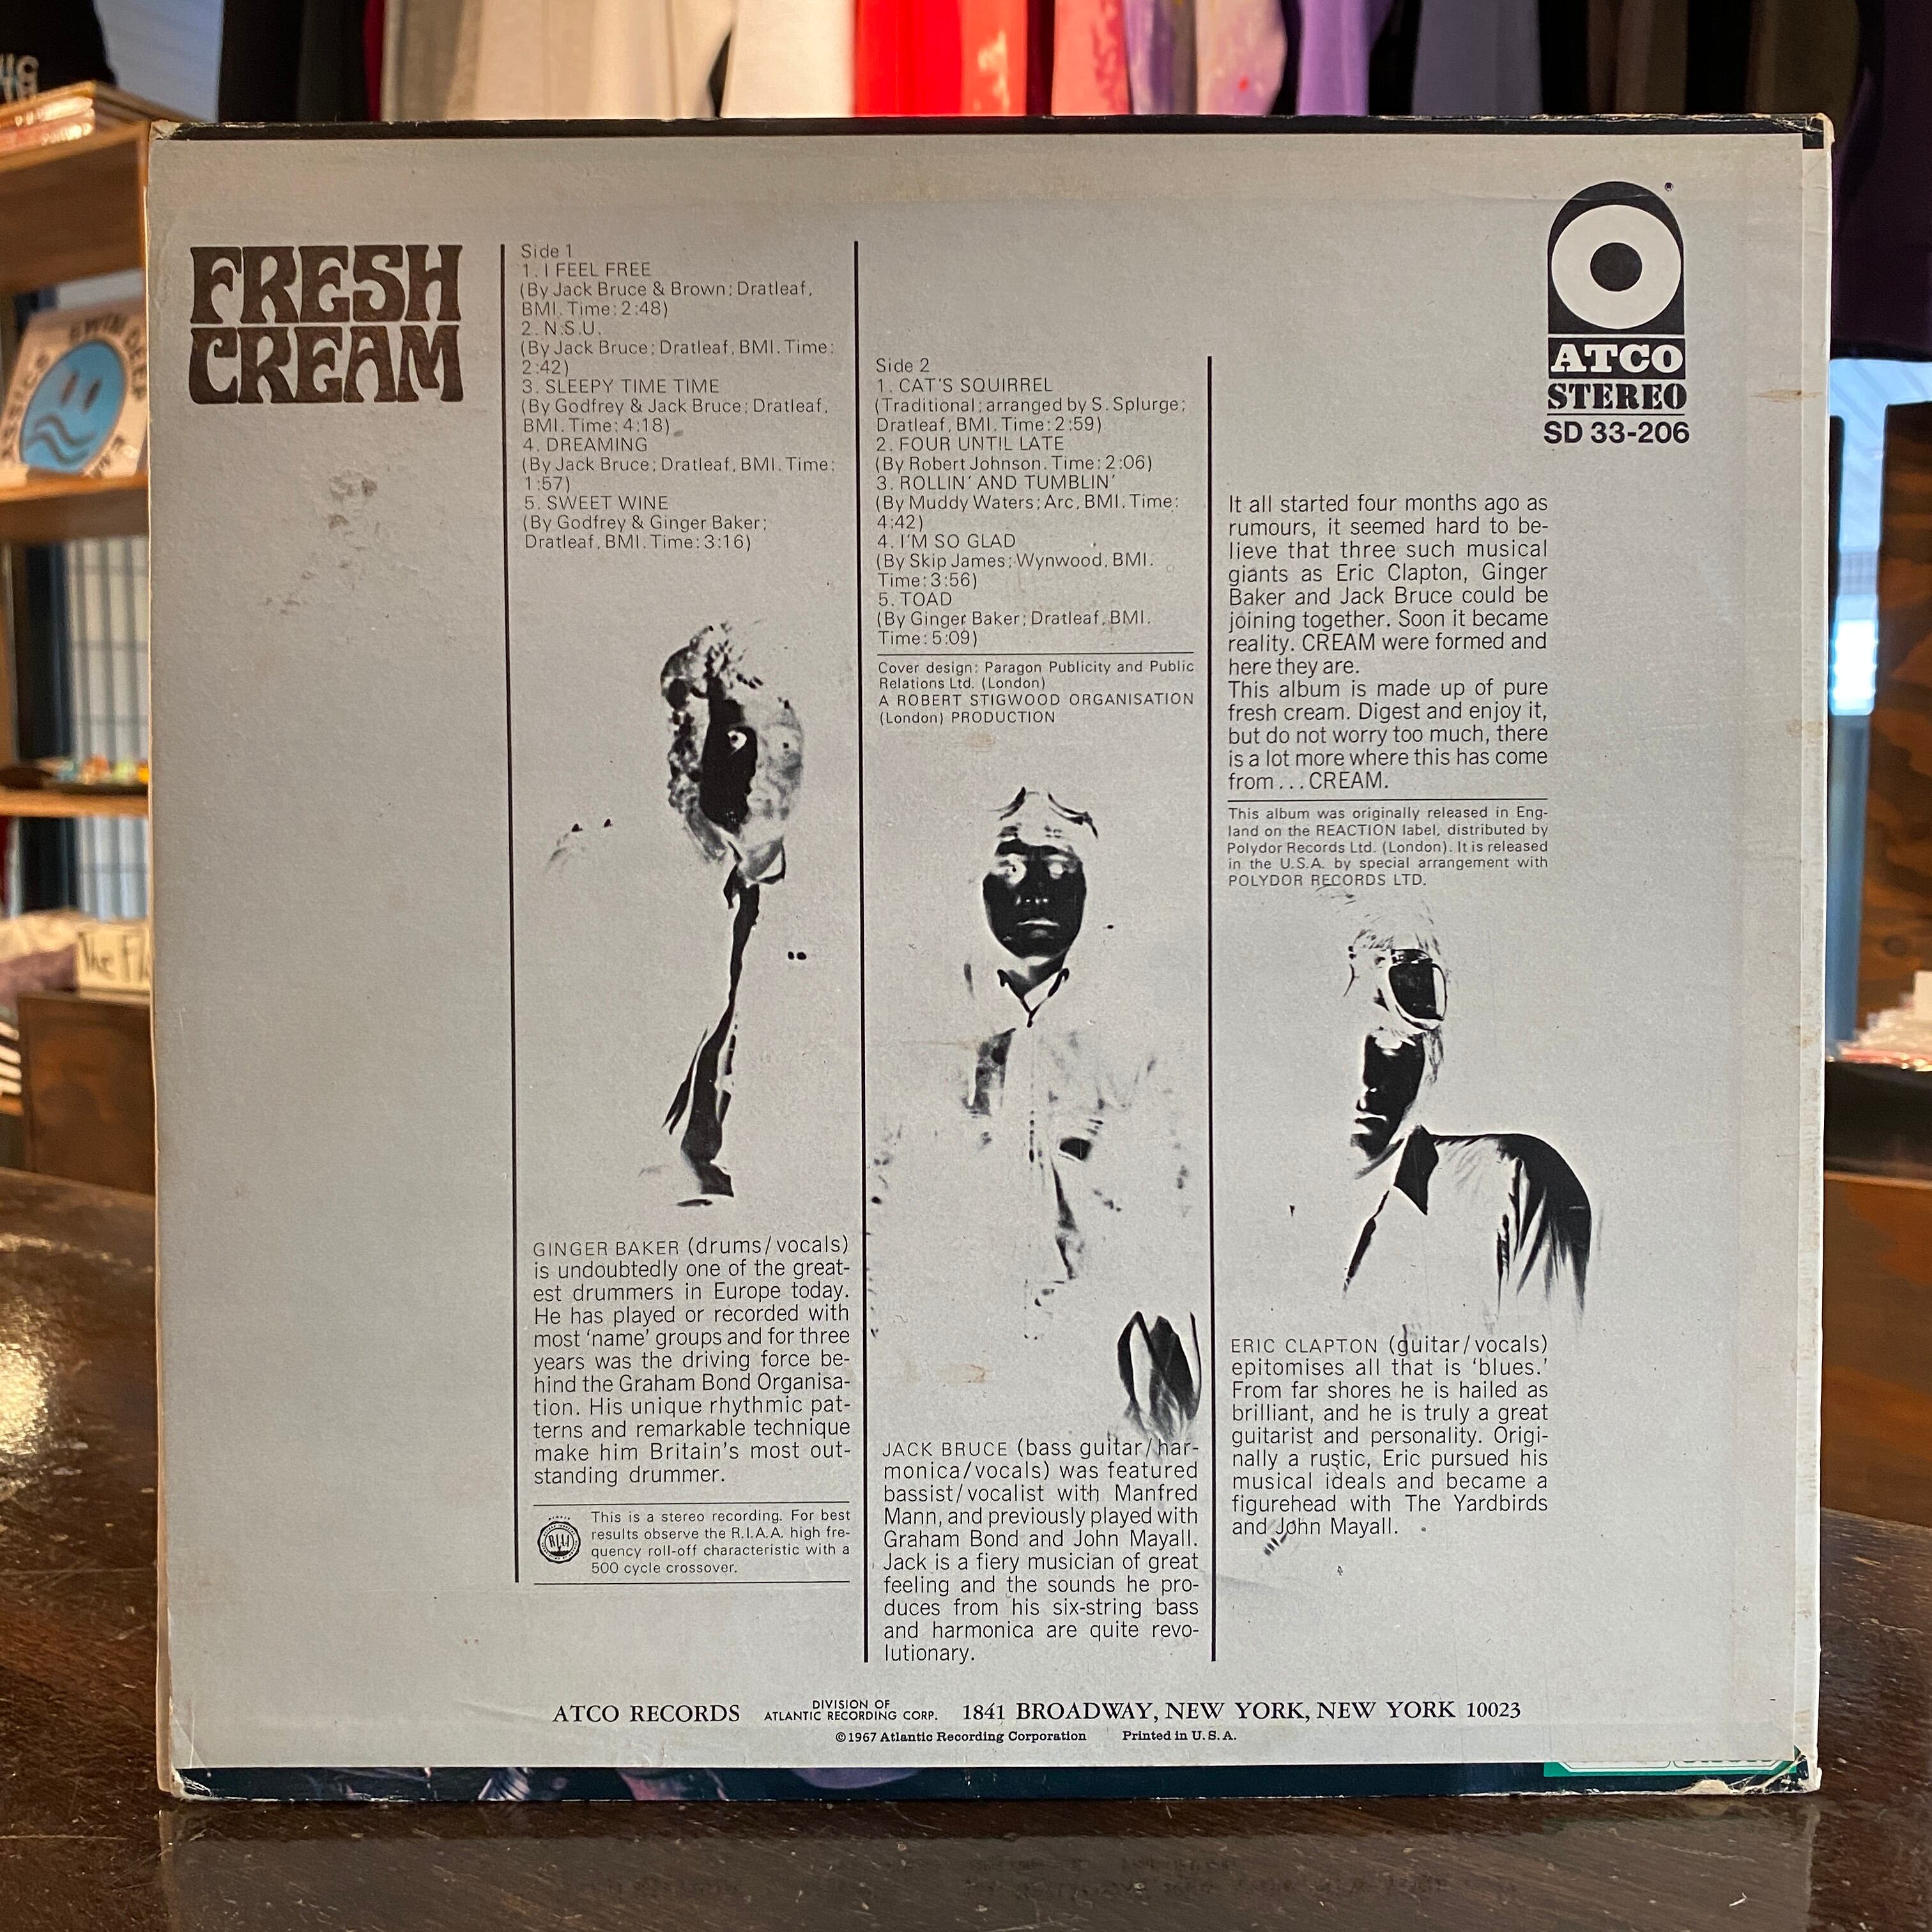 FRESH
CREAM
Side 1
1. I FEEL FREE
(By Jack Bruce & Brown; Dratleaf,
BMI. Time: 2:48)
2. N.S.U.
(By Jack Bruce; Dratleaf, BMI. Time:
2:42)
3. SLEEPY TIME TIME
(By Godfrey & Jack Bruce; Dratleaf,
BMI. Time: 4:18)
4. DREAMING
(By Jack Bruce; Dratleaf, BMI. Time:
1:57)
5. SWEET WINE
(By Godfrey & Ginger Baker;
Dratleaf, BMI. Time: 3:16)
GINGER BAKER (drums/vocals)
is undoubtedly one of the great-
est drummers in Europe today.
He has played or recorded with
most ‘name’ groups and for three
years was the driving force be-
hind the Graham Bond Organisa-
tion. His unique rhythmic pat-
terns and remarkable technique
make him Britain's most out-
standing drummer.
RIAA
This is a stereo recording. For best
results observe the R.I.A.A. high fre-
quency roll-off characteristic with a
500 cycle crossover.
Side 2
1. CAT'S SQUIRREL
(Traditional; arranged by S. Splurge;
Dratleaf, BMI. Time: 2:59)
2. FOUR UNTIL LATE
(By Robert Johnson. Time: 2:06)
3. ROLLIN' AND TUMBLIN'
(By Muddy Waters; Arc, BMI. Time:
4:42)
4. I'M SO GLAD
(By Skip James; Wynwood, BMI.
Time: 3:56)
5. TOAD
(By Ginger Baker; Dratleaf, BMI.
Time: 5:09)
Cover design: Paragon Publicity and Public
Relations Ltd. (London)
A ROBERT STIGWOOD ORGANISATION
(London) PRODUCTION
JACK BRUCE (bass guitar/har-
monica/vocals) was featured
bassist/vocalist with Manfred
Mann, and previously played with
Graham Bond and John Mayall.
Jack is a fiery musician of great
feeling and the sounds he pro-
duces from his six-string bass
and harmonica are quite revo-
lutionary.
ATCO
STEREO
SD 33-206
It all started four months ago as
rumours, it seemed hard to be-
lieve that three such musical
giants as Eric Clapton, Ginger
Baker and Jack Bruce could be
joining together. Soon it became
reality. CREAM were formed and
here they are.
This album is made up of pure
fresh cream. Digest and enjoy it,
but do not worry too much, there
is a lot more where this has come
from . . . CREAM.
This album was originally released in Eng-
land on the REACTION label, distributed by
Polydor Records Ltd. (London). It is released
in the U.S.A. by special arrangement with
POLYDOR RECORDS LTD.
ERIC CLAPTON (guitar/vocals)
epitomises all that is ‘blues.’
From far shores he is hailed as
brilliant, and he is truly a great
guitarist and personality. Origi-
nally a rustic, Eric pursued his
musical ideals and became a
figurehead with The Yardbirds
and John Mayall.
ATCO RECORDS DIVISION OF ATLANTIC RECORDING CORP. 1841 BROADWAY, NEW YORK, NEW YORK 10023
©1967 Atlantic Recording Corporation Printed in U.S.A.